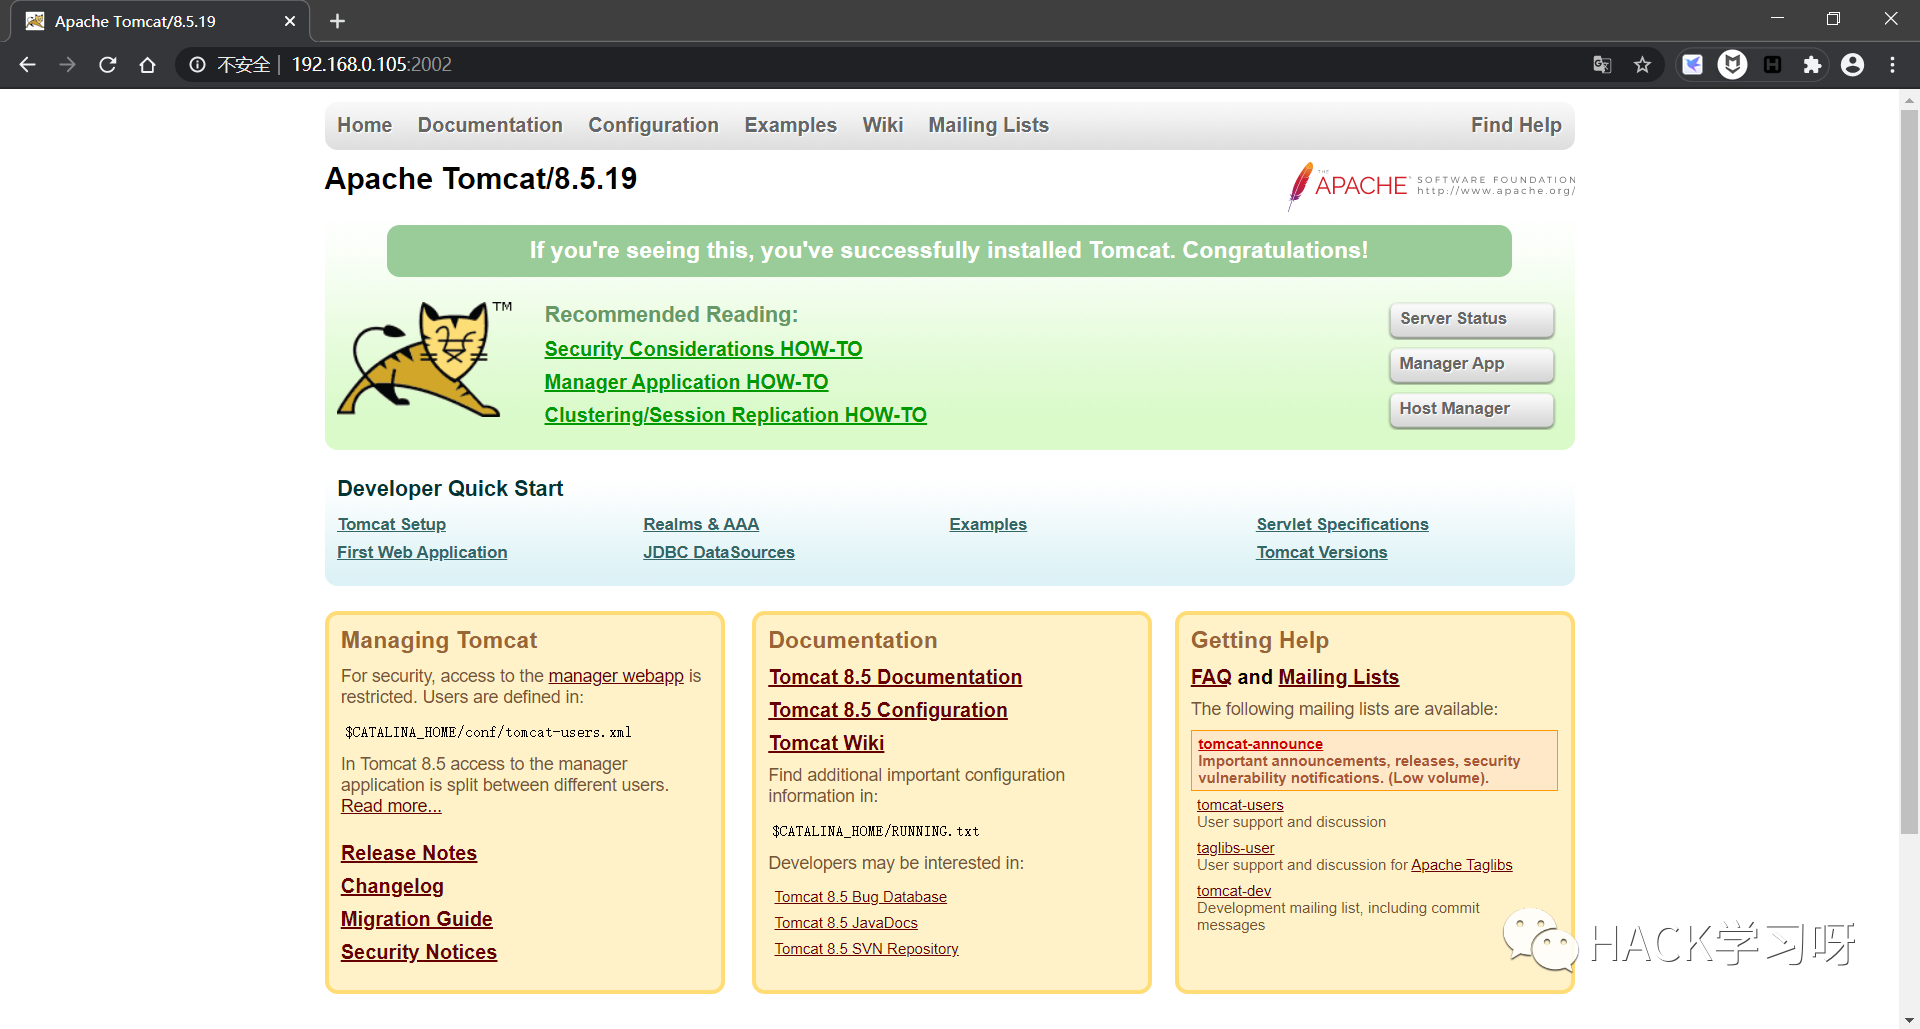 Apache Tomcat/8.5.19
不安全 | 192.168.0.105:2002
Home Documentation Configuration Examples Wiki Mailing Lists Find Help
Apache Tomcat/8.5.19
THE APACHE® SOFTWARE FOUNDATION
http://www.apache.org/
If you're seeing this, you've successfully installed Tomcat. Congratulations!
TM
Recommended Reading:
Security Considerations HOW-TO
Manager Application HOW-TO
Clustering/Session Replication HOW-TO
Server Status
Manager App
Host Manager
Developer Quick Start
Tomcat Setup
First Web Application
Realms & AAA
JDBC DataSources
Examples
Servlet Specifications
Tomcat Versions
Managing Tomcat
For security, access to the manager webapp is
restricted. Users are defined in:
$CATALINA_HOME/conf/tomcat-users.xml
In Tomcat 8.5 access to the manager
application is split between different users.
Read more...
Release Notes
Changelog
Migration Guide
Security Notices
Documentation
Tomcat 8.5 Documentation
Tomcat 8.5 Configuration
Tomcat Wiki
Find additional important configuration
information in:
$CATALINA_HOME/RUNNING.txt
Developers may be interested in:
Tomcat 8.5 Bug Database
Tomcat 8.5 JavaDocs
Tomcat 8.5 SVN Repository
Getting Help
FAQ and Mailing Lists
The following mailing lists are available:
tomcat-announce
Important announcements, releases, security
vulnerability notifications. (Low volume).
tomcat-users
User support and discussion
taglibs-user
User support and discussion for Apache Taglibs
tomcat-dev
Development mailing list, including commit
messages
HACK学习呀